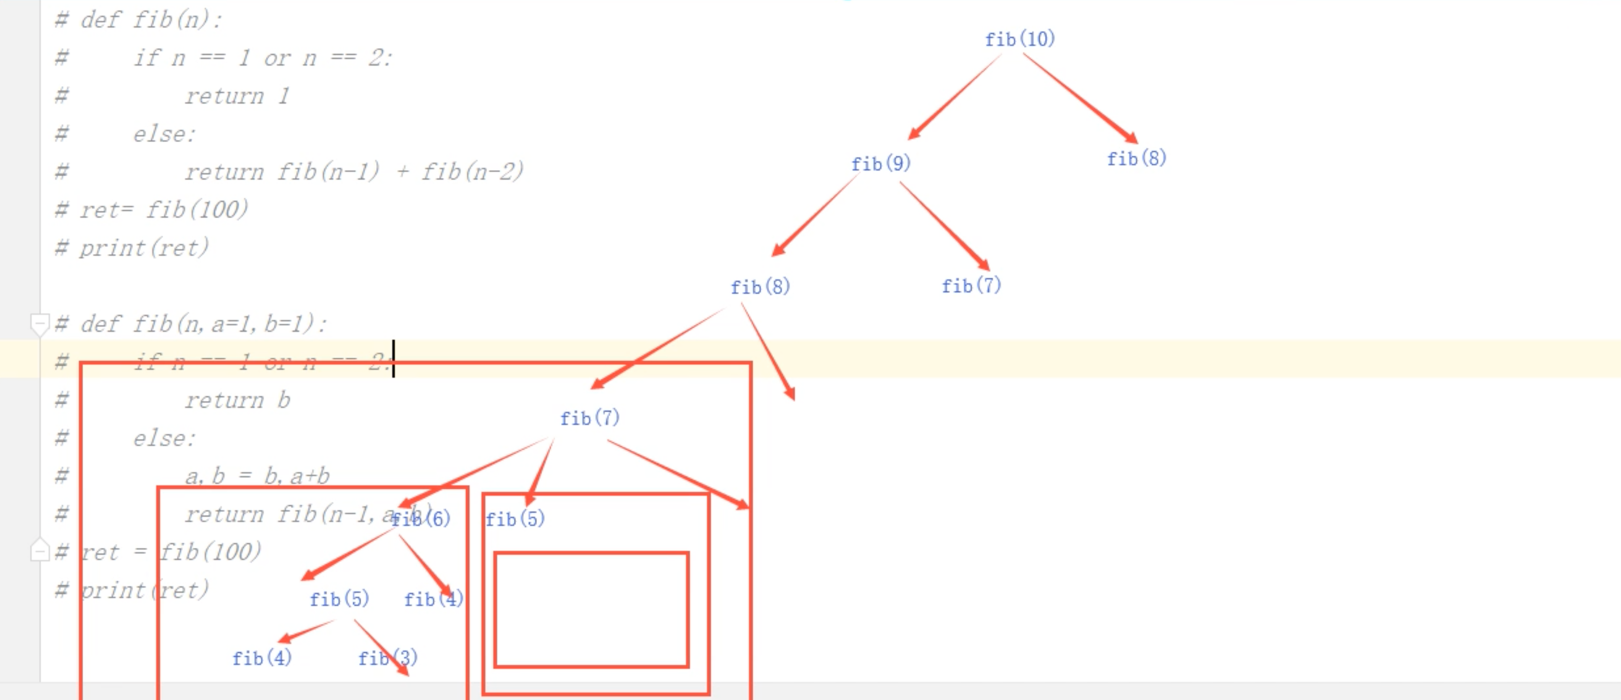 # def fib(n):
#     if n == 1 or n == 2:
#         return 1
#     else:
#         return fib(n-1) + fib(n-2)
# ret= fib(100)
# print(ret)
# def fib(n,a=1,b=1):
#     if n == 1 or n == 2:
#         return b
#     else:
#         a,b = b,a+b
#         return fib(n-1,a,b)
# ret = fib(100)
# print(ret)
fib(10)
fib(9) fib(8)
fib(8) fib(7)
fib(7)
fib(6) fib(5)
fib(5) fib(4)
fib(4) fib(3)